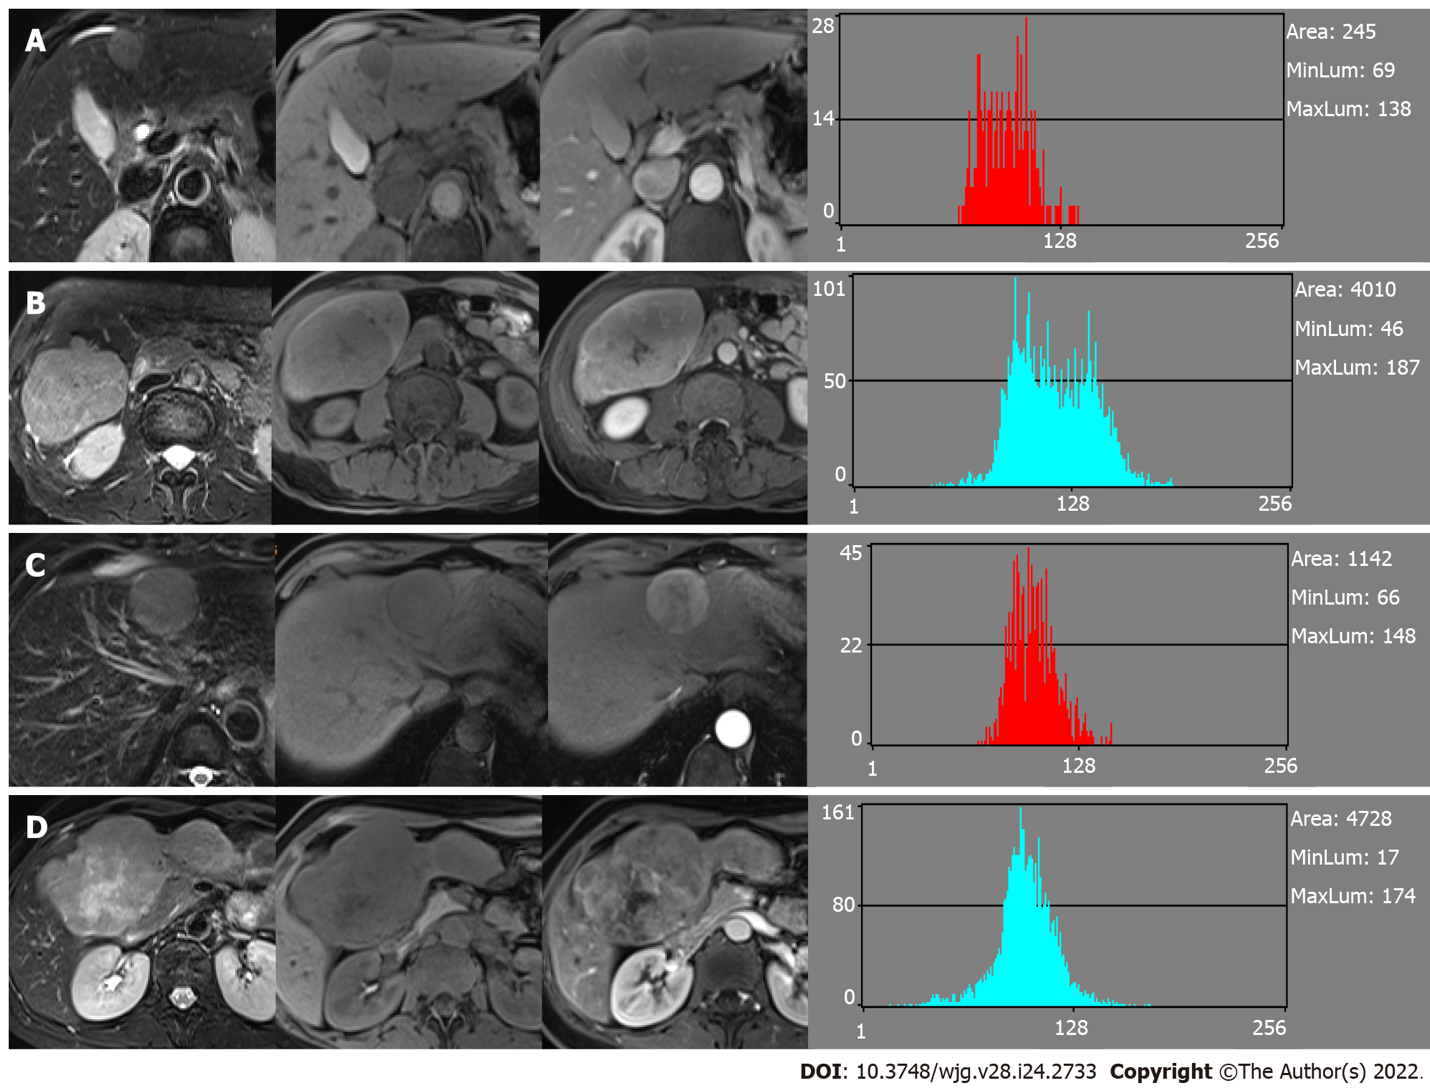 A
28
14
0
1
128
256
Area: 245
MinLum: 69
MaxLum: 138
B
101
50
0
1
128
256
Area: 4010
MinLum: 46
MaxLum: 187
C
45
22
0
1
128
256
Area: 1142
MinLum: 66
MaxLum: 148
D
161
80
0
1
128
256
Area: 4728
MinLum: 17
MaxLum: 174
DOI: 10.3748/wjg.v28.i24.2733 Copyright ©The Author(s) 2022.